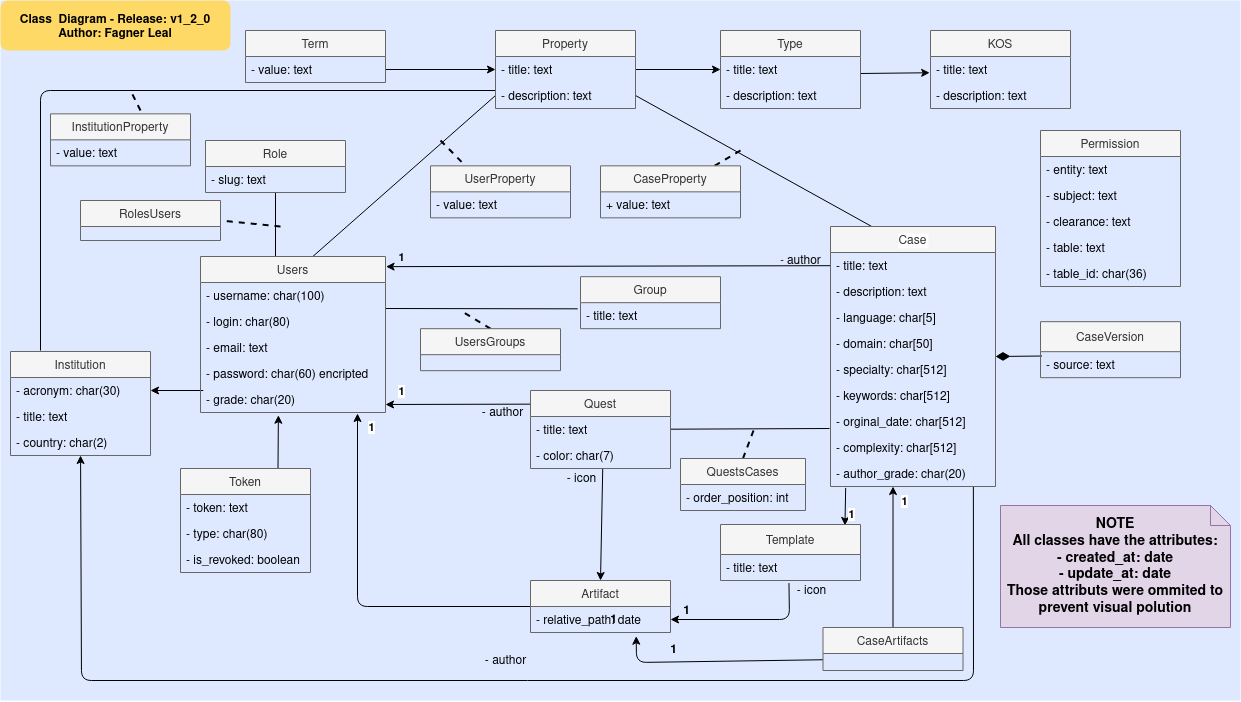 Class Diagram - Release: v1_2_0
Author: Fagner Leal
Term
- value: text
Property
- title: text
- description: text
Type
- title: text
- description: text
KOS
- title: text
- description: text
InstitutionProperty
- value: text
Role
- slug: text
RolesUsers
UserProperty
- value: text
CaseProperty
+ value: text
Permission
- entity: text
- subject: text
- clearance: text
- table: text
- table_id: char(36)
Users
- username: char(100)
- login: char(80)
- email: text
- password: char(60) encripted
- grade: char(20)
1
- author
Case
- title: text
- description: text
- language: char[5]
- domain: char[50]
- specialty: char[512]
- keywords: char[512]
- orginal_date: char[512]
- complexity: char[512]
- author_grade: char(20)
Group
- title: text
UsersGroups
CaseVersion
- source: text
Institution
- acronym: char(30)
- title: text
- country: char(2)
1
- author
Quest
- title: text
- color: char(7)
1
- icon
QuestsCases
- order_position: int
Token
- token: text
- type: char(80)
- is_revoked: boolean
1
1
Template
- title: text
- icon
NOTE
All classes have the attributes:
- created_at: date
- update_at: date
Those attributs were ommited to
prevent visual polution
Artifact
- relative_path: date
1
1
1
CaseArtifacts
- author